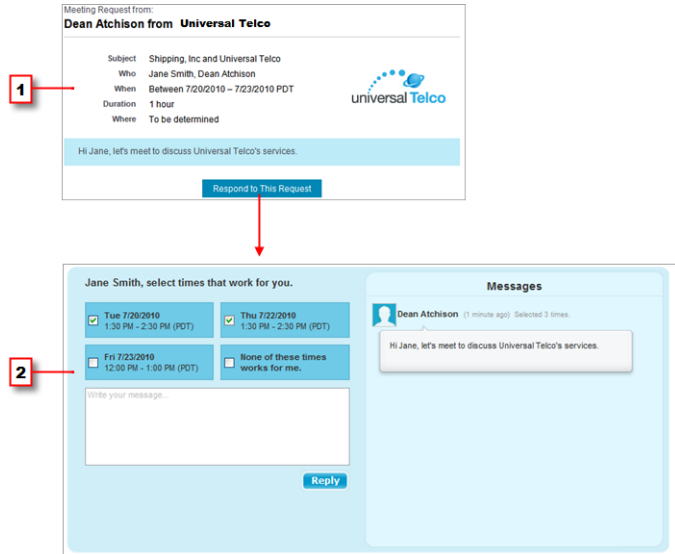 Meeting Request from:
Dean Atchison from Universal Telco
Subject Shipping, Inc and Universal Telco
Who Jane Smith, Dean Atchison
When Between 7/20/2010 – 7/23/2010 PDT
Duration 1 hour
Where To be determined
universal Telco
1
Hi Jane, let's meet to discuss Universal Telco's services.
Respond to This Request
Jane Smith, select times that work for you.
Tue 7/20/2010
1:30 PM - 2:30 PM (PDT)
Thu 7/22/2010
1:30 PM - 2:30 PM (PDT)
Fri 7/23/2010
12:00 PM - 1:00 PM (PDT)
None of these times
works for me.
2
Write your message...
Reply
Messages
Dean Atchison (1 minute ago) Selected 3 times.
Hi Jane, let's meet to discuss Universal Telco's services.